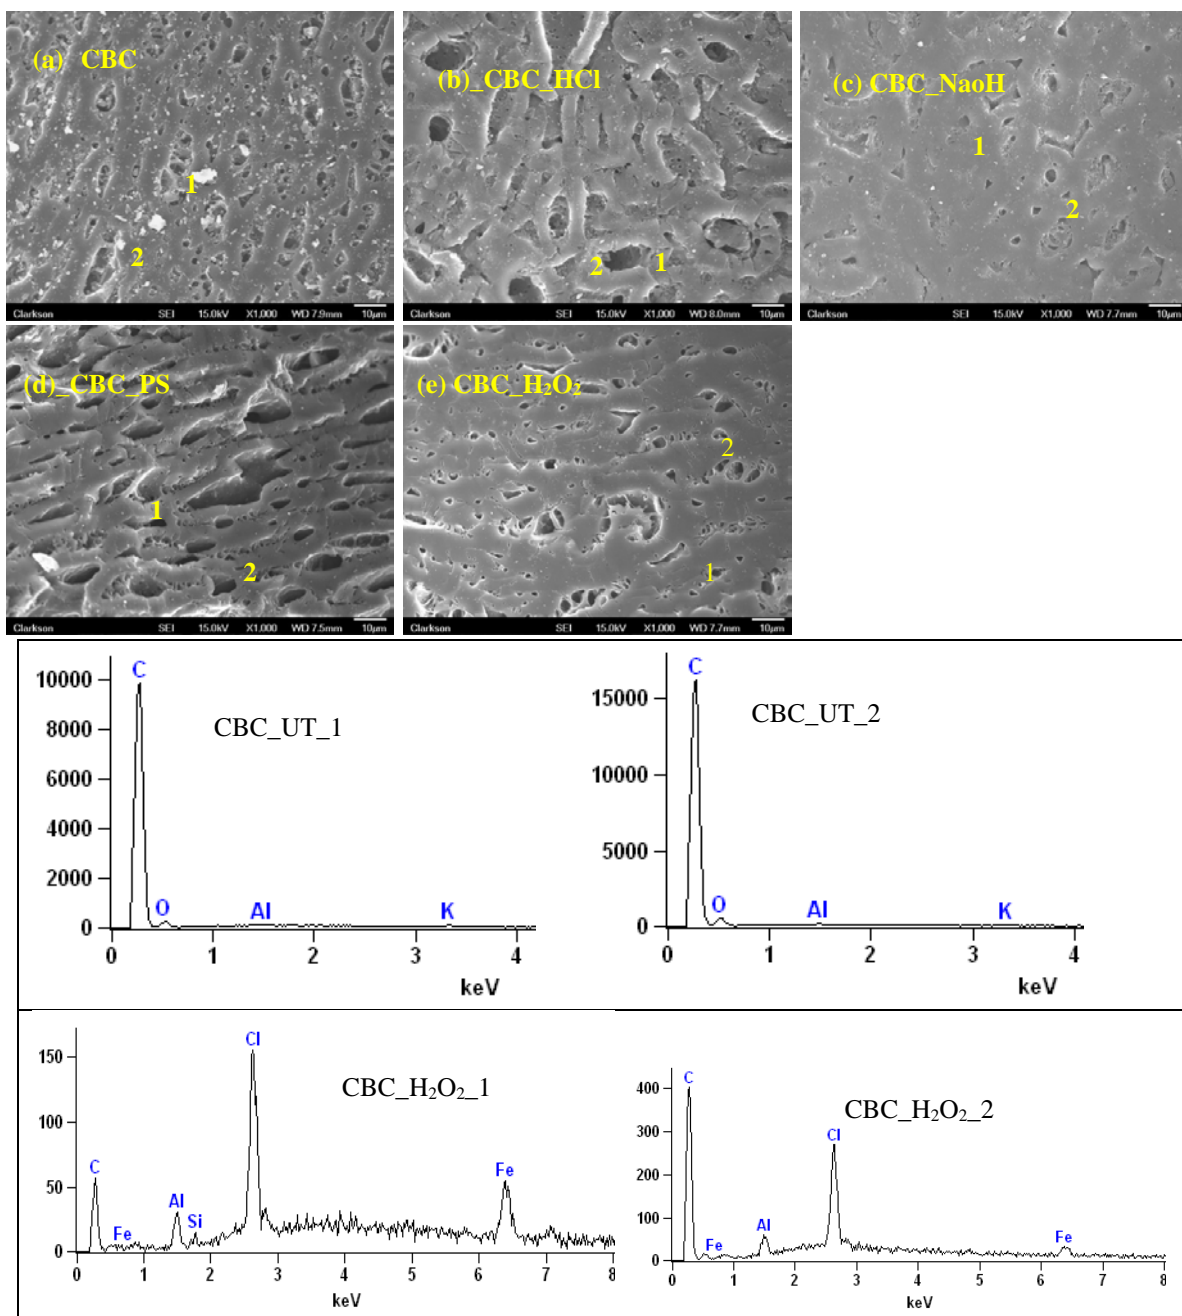 (a) CBC
1
2
Clarkson SEI 15.0kV X1,000 WD 7.9mm 10µm
(b)_CBC_HCl
2 1
Clarkson SEI 15.0kV X1,000 WD 8.0mm 10µm
(c) CBC_NaoH
1
2
Clarkson SEI 15.0kV X1,000 WD 7.7mm 10µm
(d)_CBC_PS
1
2
Clarkson SEI 15.0kV X1,000 WD 7.5mm 10µm
(e) CBC_H₂O₂
2
1
Clarkson SEI 15.0kV X1,000 WD 7.7mm 10µm
CBC_UT_1
C
O
Al
K
10000
8000
6000
4000
2000
0
0 1 2 3 4
keV
CBC_UT_2
C
O
Al
K
15000
10000
5000
0
0 1 2 3 4
keV
CBC_H₂O₂_1
C
Fe
Al
Si
Cl
Fe
150
100
50
0
0 1 2 3 4 5 6 7 8
keV
CBC_H₂O₂_2
C
Fe
Al
Cl
Fe
400
300
200
100
0
0 1 2 3 4 5 6 7 8
keV